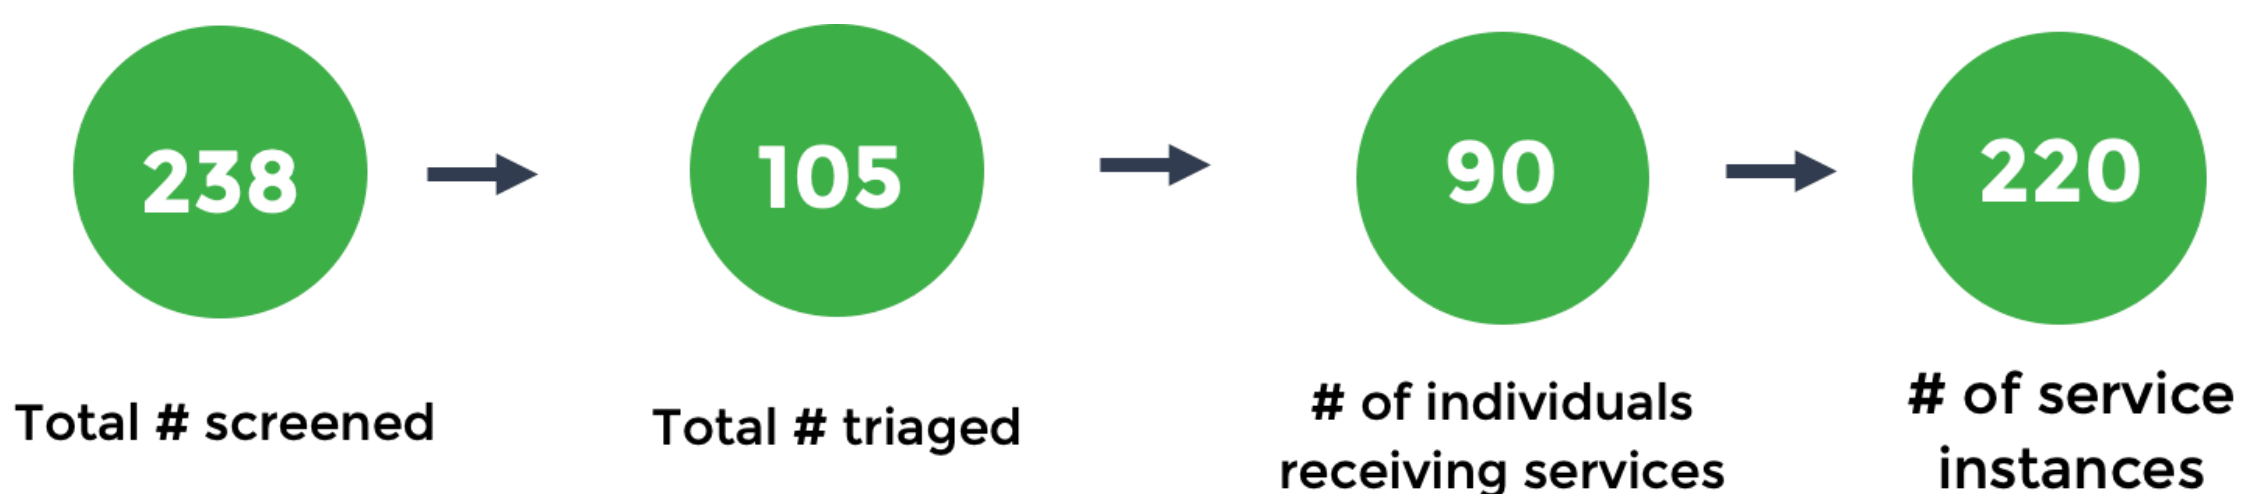 238
105
90
220
Total # screened
Total # triaged
# of individuals
receiving services
# of service
instances